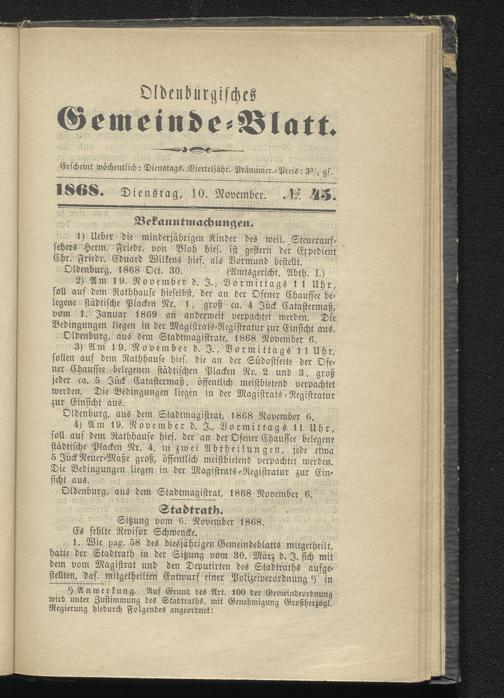 Oldenburgisches
Gemeinde-Blatt.
Erscheint wöchentlich: Dienstags. Vierteljähr. Pränumer.-Preis: 3¾ gs.
1868. Dienstag, 10. November. № 45.
Bekanntmachungen.
1) Ueber die minderjährigen Kinder des weil. Steuerauf-
sehers Herm. Friedr. von Bloh hies. ist gestern der Expedient
Chr. Friedr. Eduard Wilkens hies. als Vormund bestellt.
Oldenburg, 1868 Oct. 30. (Amtsgericht, Abth. I.)
2) Am 19. November d. J., Vormittags 11 Uhr,
soll auf dem Rathhause hieselbst, der an der Ofener Chaussee be-
legene städtische Placken Nr. 1, groß ca. 4 Jück Catastermaß,
vom 1. Januar 1869 an anderweit verpachtet werden. Die
Bedingungen liegen in der Magistrats-Registratur zur Einsicht aus.
Oldenburg, aus dem Stadtmagistrate, 1868 November 6.
3) Am 19. November d. J., Vormittags 11 Uhr,
sollen auf dem Rathhause hies. die an der Südostseite der Ofe-
ner Chaussee belegenen städtischen Placken Nr. 2 und 3, groß
jeder ca. 5 Jück Catastermaß, öffentlich meistbietend verpachtet
werden. Die Bedingungen liegen in der Magistrats-Registratur
zur Einsicht aus.
Oldenburg, aus dem Stadtmagistrat, 1868 November 6.
4) Am 19. November d. J., Vormittags 11 Uhr,
soll auf dem Rathhause hies. der an der Ofener Chaussee belegene
städtische Placken Nr. 4, in zwei Abtheilungen, jede etwa
5 Jück Neuer-Maße groß, öffentlich meistbietend verpachtet werden.
Die Bedingungen liegen in der Magistrats-Registratur zur Ein-
sicht aus.
Oldenburg, aus dem Stadtmagistrat, 1868 November 6.
Stadtrath.
Sitzung vom 6. November 1868.
Es fehlte Revisor Schwencke.
1. Wie pag. 58 des diesjährigen Gemeindeblatts mitgetheilt,
hatte der Stadtrath in der Sitzung vom 30. März d. J. sich mit
dem vom Magistrat und den Deputirten des Stadtraths aufge-
stellten, das. mitgetheilten Entwurf einer Polizeiverordnung ¹) in
¹) Anmerkung. Auf Grund des Art. 100 der Gemeindeordnung
wird unter Zustimmung des Stadtraths, mit Genehmigung Großherzogl.
Regierung hiedurch Folgendes angeordnet: